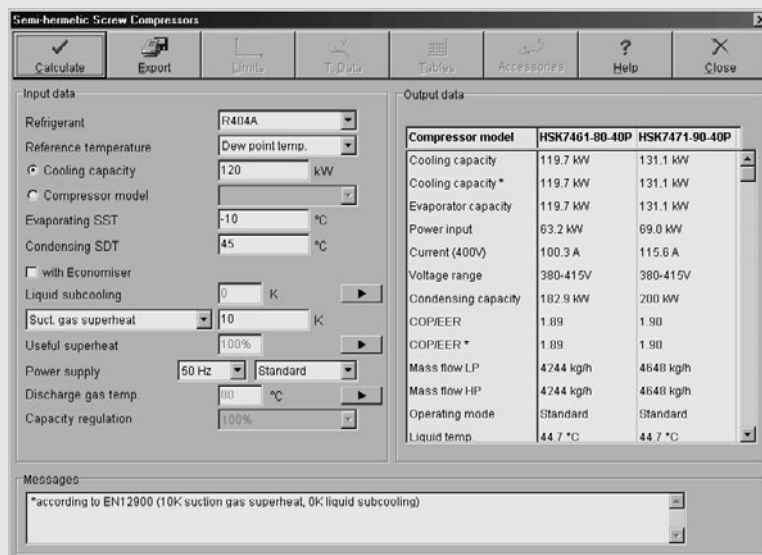 Semi-hermetic Screw Compressors
Calculate Export Limits T. Data Tables Accessories Help Close
Input data
Refrigerant R404A
Reference temperature Dew point temp.
Cooling capacity 120 kW
Compressor model
Evaporating SST -10 °C
Condensing SDT 45 °C
with Economiser
Liquid subcooling 0 K
Suct. gas superheat 10 K
Useful superheat 100%
Power supply 50 Hz Standard
Discharge gas temp. 80 °C
Capacity regulation 100%
Output data
Compressor model HSK7461-80-40P HSK7471-90-40P
Cooling capacity 119.7 kW 131.1 kW
Cooling capacity * 119.7 kW 131.1 kW
Evaporator capacity 119.7 kW 131.1 kW
Power input 63.2 kW 69.0 kW
Current (400V) 100.3 A 115.6 A
Voltage range 380-415V 380-415V
Condensing capacity 182.9 kW 200 kW
COP/EER 1.89 1.90
COP/EER * 1.89 1.90
Mass flow LP 4244 kg/h 4648 kg/h
Mass flow HP 4244 kg/h 4648 kg/h
Operating mode Standard Standard
Liquid temp. 44.7 °C 44.7 °C
Messages
*according to EN12900 (10K suction gas superheat, 0K liquid subcooling)